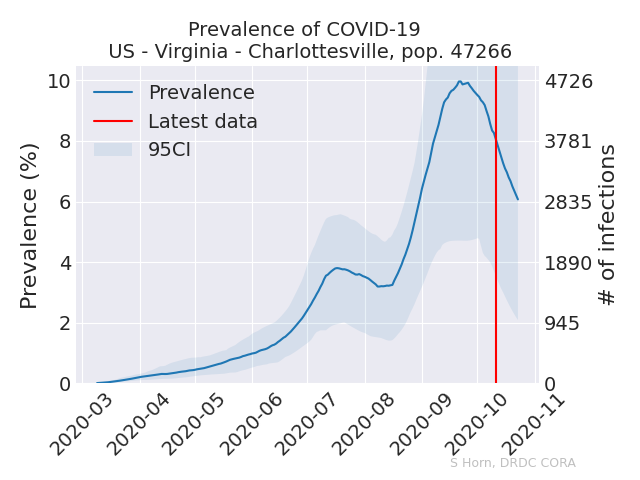 Prevalence of COVID-19
US - Virginia - Charlottesville, pop. 47266
Prevalence (%)
10
8
6
4
2
0
Prevalence
Latest data
95CI
4726
3781
2835
1890
945
0
# of infections
2020-03
2020-04
2020-05
2020-06
2020-07
2020-08
2020-09
2020-10
2020-11
S Horn, DRDC CORA